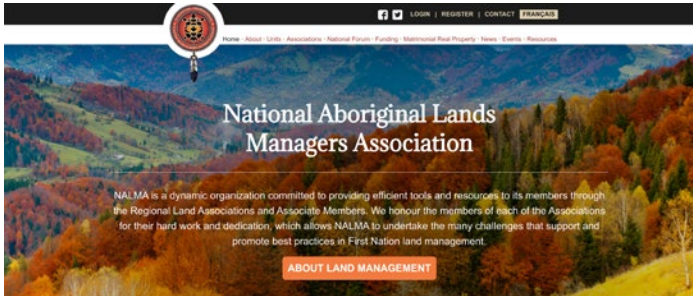 LOGIN | REGISTER | CONTACT FRANÇAIS
Home · About · Units · Associations · National Forum · Funding · Matrimonial Real Property · News · Events · Resources
National Aboriginal Lands
Managers Association
NALMA is a dynamic organization committed to providing efficient tools and resources to its members through
the Regional Land Associations and Associate Members. We honour the members of each of the Associations
for their hard work and dedication, which allows NALMA to undertake the many challenges that support and
promote best practices in First Nation land management.
ABOUT LAND MANAGEMENT